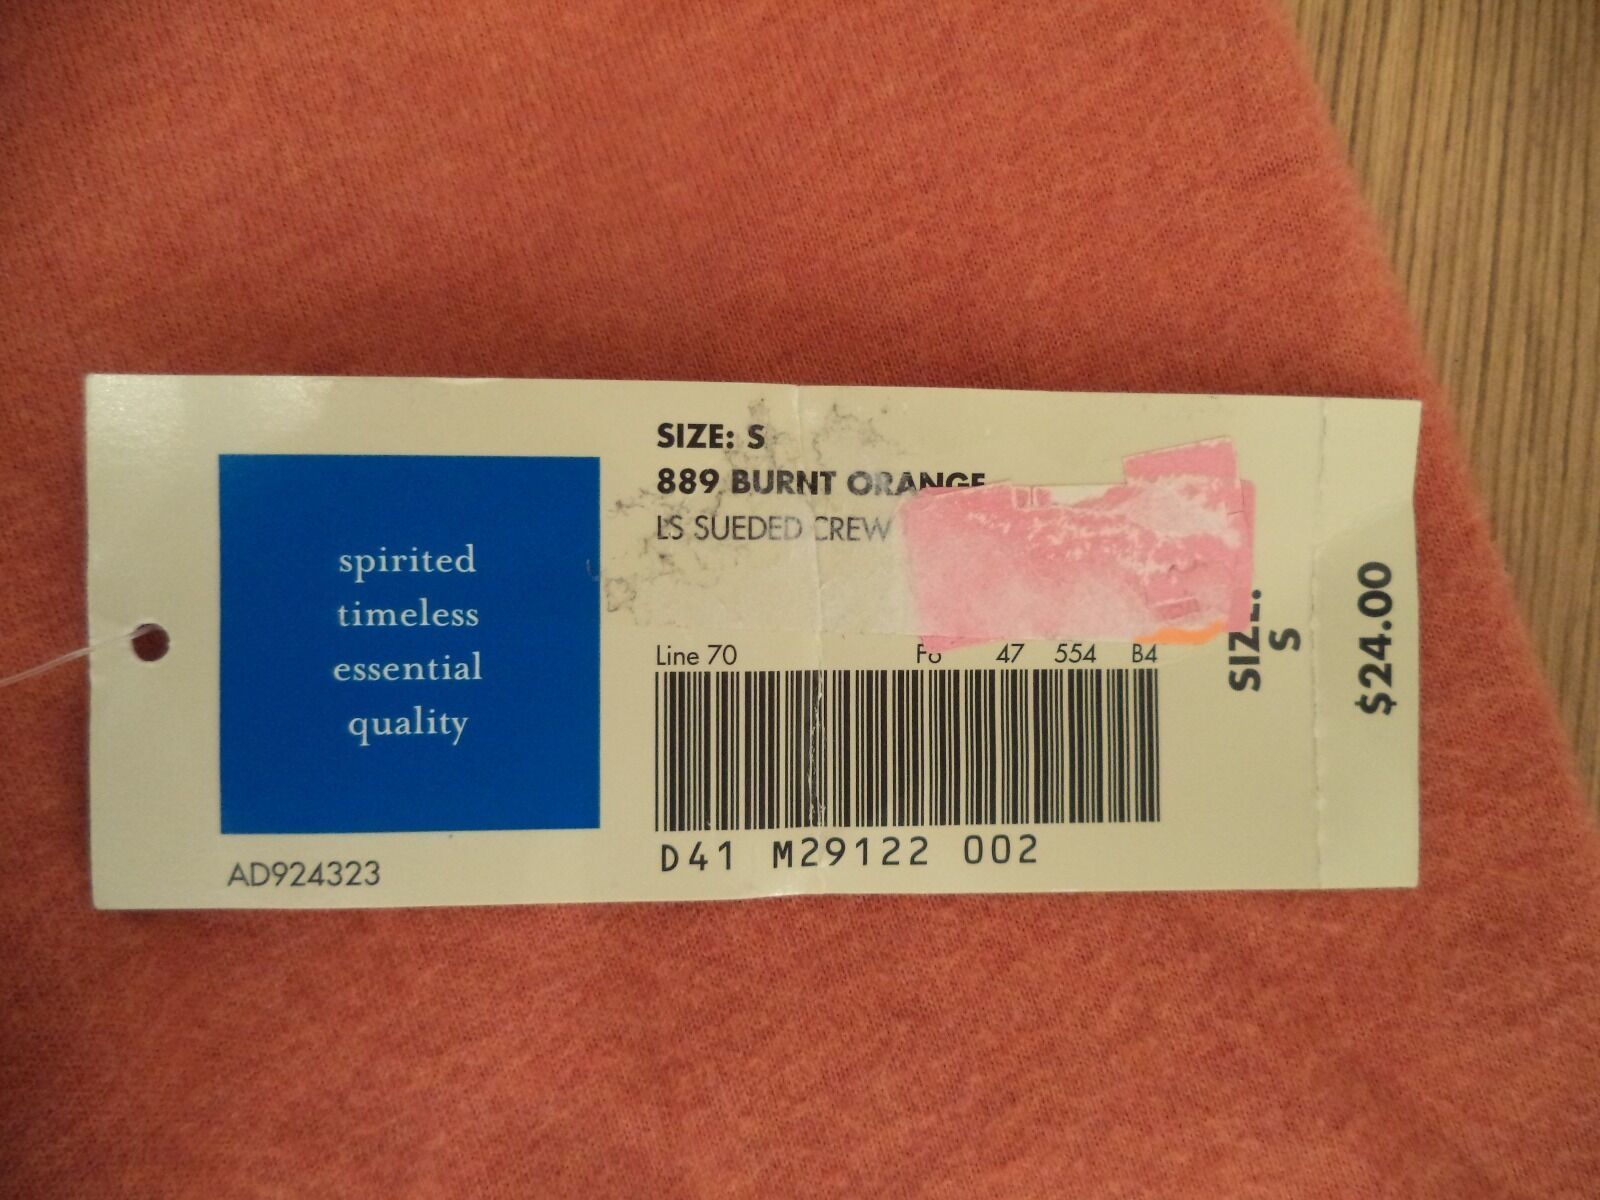 spirited
timeless
essential
quality
AD924323
SIZE: S
889 BURNT ORANGE
LS SUEDED CREW
Line 70 F6 47 554 B4
D41 M29122 002
SIZE:
S
$24.00